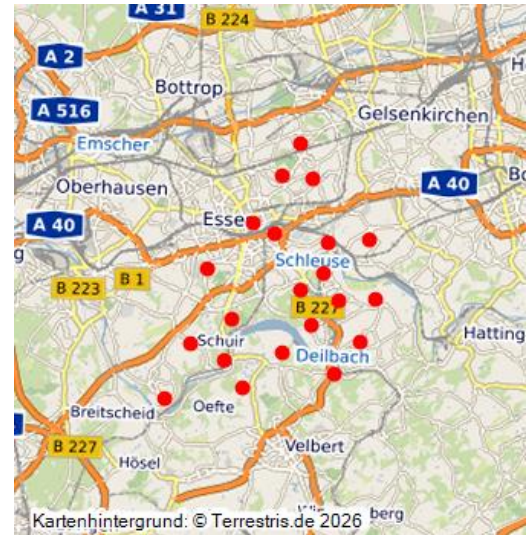 A 31
B 224
A 2
Bottrop
A 516
Gelsenkirchen
Emscher
A 40
Oberhausen
Esse
A 40
Schleuse
B 1
B 223
B 227
Hatting
Schuir
Deilbach
Breitscheid
Oefte
B 227
Velbert
Hösel
berg
Kartenhintergrund: © Terrestris.de 2026